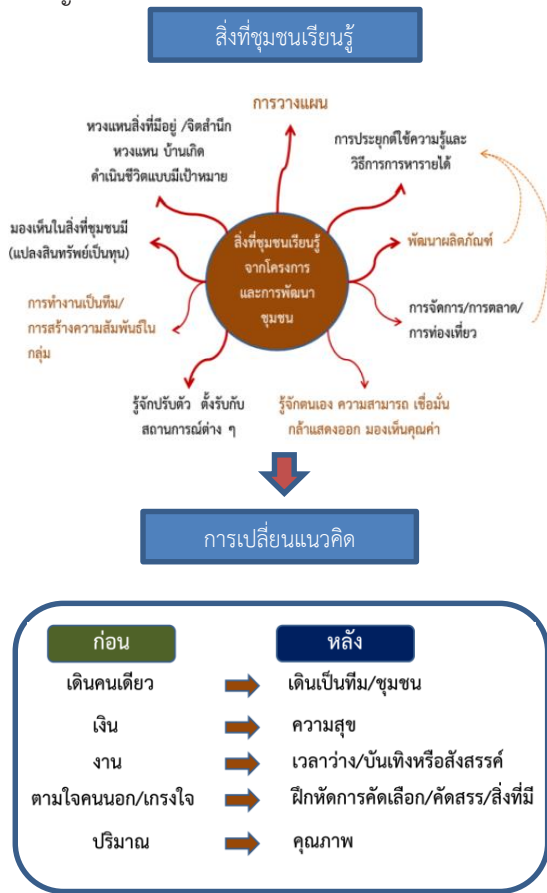 สิ่งที่ชุมชนเรียนรู้
การวางแผน
หวงแหนสิ่งที่มีอยู่ /จิตสำนึก
หวงแหน บ้านเกิด
ดำเนินชีวิตแบบมีเป้าหมาย
การประยุกต์ใช้ความรู้และ
วิธีการการหารายได้
มองเห็นในสิ่งที่ชุมชนมี
(แปลงสินทรัพย์เป็นทุน)
สิ่งที่ชุมชนเรียนรู้
จากโครงการ
และการพัฒนา
ชุมชน
พัฒนาผลิตภัณฑ์
การทำงานเป็นทีม/
การสร้างความสัมพันธ์ใน
กลุ่ม
การจัดการ/การตลาด/
การท่องเที่ยว
รู้จักปรับตัว ตั้งรับกับ
สถานการณ์ต่าง ๆ
รู้จักตนเอง ความสามารถ เชื่อมั่น
กล้าแสดงออก มองเห็นคุณค่า
การเปลี่ยนแนวคิด
ก่อน หลัง
เดินคนเดียว เดินเป็นทีม/ชุมชน
เงิน ความสุข
งาน เวลาว่าง/บันเทิงหรือสังสรรค์
ตามใจคนนอก/เกรงใจ ฝึกหัดการคัดเลือก/คัดสรร/สิ่งที่มี
ปริมาณ คุณภาพ